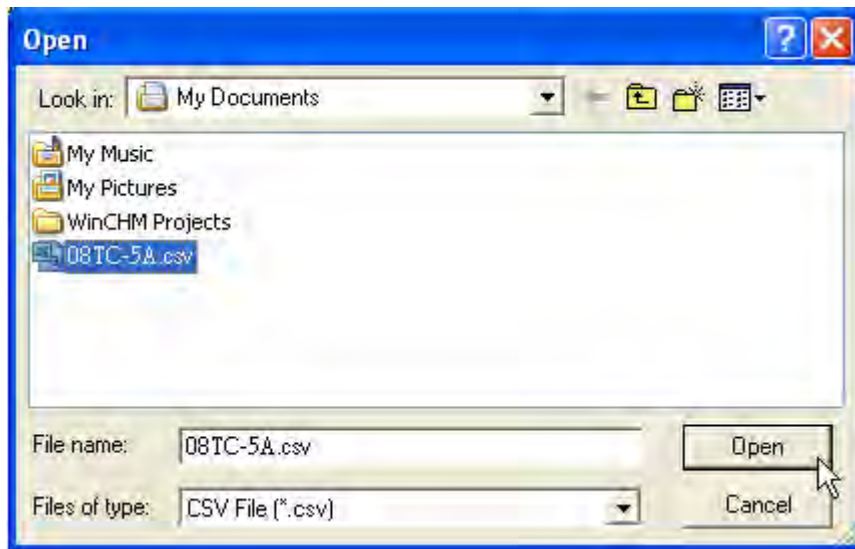 Open
Look in: My Documents
My Music
My Pictures
WinCHM Projects
08TC-5A.csv
File name: 08TC-5A.csv Open
Files of type: CSV File (*.csv) Cancel